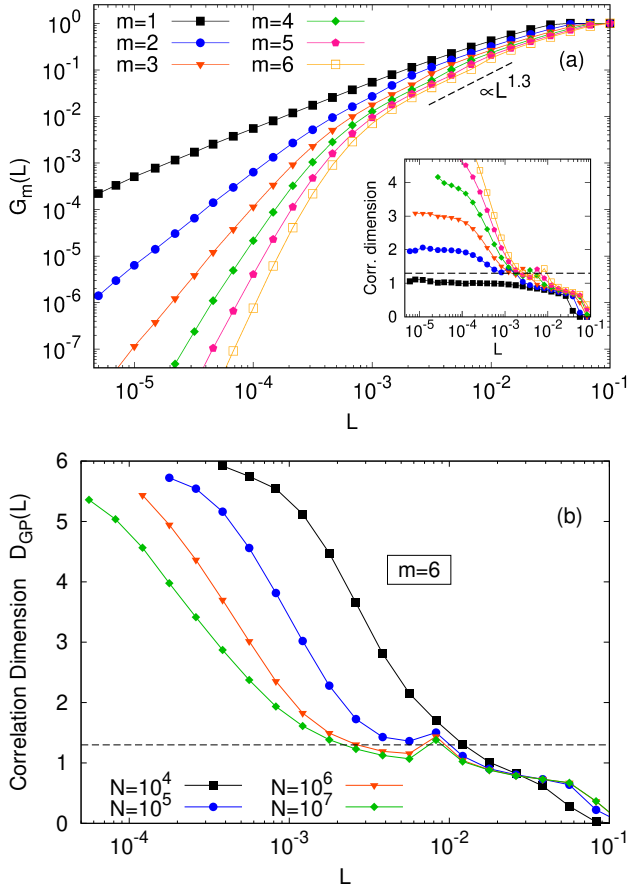 m=1 m=4
m=2 m=5
m=3 m=6
(a)
∝L^1.3
G_m(L)
10^1
10^0
10^-1
10^-2
10^-3
10^-4
10^-5
10^-6
10^-7
10^-5 10^-4 10^-3 10^-2 10^-1
L
Corr. dimension
4
3
2
1
0
10^-5 10^-4 10^-3 10^-2 10^-1
L
(b)
m=6
Correlation Dimension D_GP(L)
6
5
4
3
2
1
0
N=10^4 N=10^6
N=10^5 N=10^7
10^-4 10^-3 10^-2 10^-1
L